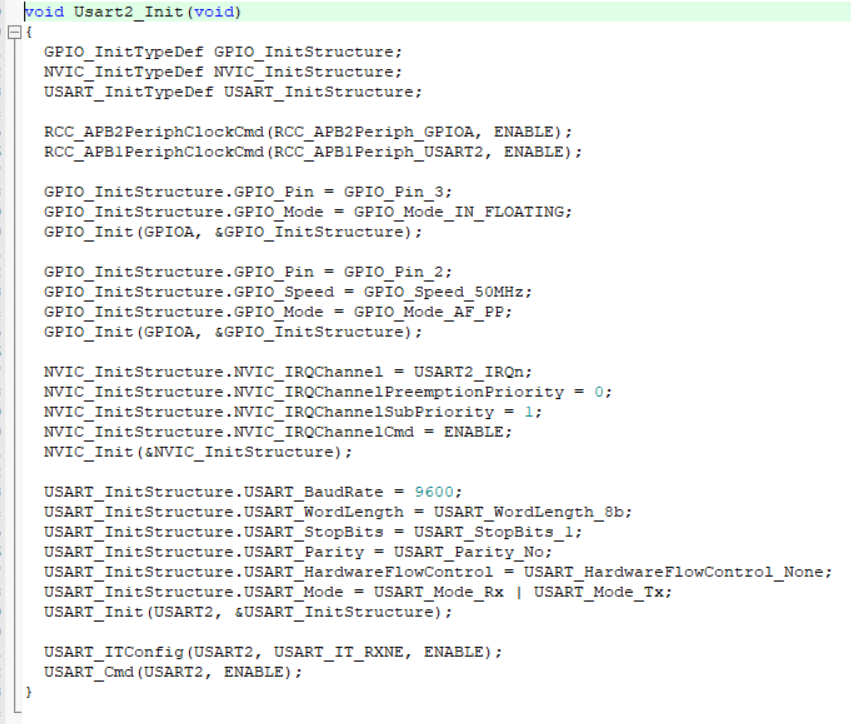 void Usart2_Init(void)
{
GPIO_InitTypeDef GPIO_InitStructure;
NVIC_InitTypeDef NVIC_InitStructure;
USART_InitTypeDef USART_InitStructure;
RCC_APB2PeriphClockCmd(RCC_APB2Periph_GPIOA, ENABLE);
RCC_APB1PeriphClockCmd(RCC_APB1Periph_USART2, ENABLE);
GPIO_InitStructure.GPIO_Pin = GPIO_Pin_3;
GPIO_InitStructure.GPIO_Mode = GPIO_Mode_IN_FLOATING;
GPIO_Init(GPIOA, &GPIO_InitStructure);
GPIO_InitStructure.GPIO_Pin = GPIO_Pin_2;
GPIO_InitStructure.GPIO_Speed = GPIO_Speed_50MHz;
GPIO_InitStructure.GPIO_Mode = GPIO_Mode_AF_PP;
GPIO_Init(GPIOA, &GPIO_InitStructure);
NVIC_InitStructure.NVIC_IRQChannel = USART2_IRQn;
NVIC_InitStructure.NVIC_IRQChannelPreemptionPriority = 0;
NVIC_InitStructure.NVIC_IRQChannelSubPriority = 1;
NVIC_InitStructure.NVIC_IRQChannelCmd = ENABLE;
NVIC_Init(&NVIC_InitStructure);
USART_InitStructure.USART_BaudRate = 9600;
USART_InitStructure.USART_WordLength = USART_WordLength_8b;
USART_InitStructure.USART_StopBits = USART_StopBits_1;
USART_InitStructure.USART_Parity = USART_Parity_No;
USART_InitStructure.USART_HardwareFlowControl = USART_HardwareFlowControl_None;
USART_InitStructure.USART_Mode = USART_Mode_Rx | USART_Mode_Tx;
USART_Init(USART2, &USART_InitStructure);
USART_ITConfig(USART2, USART_IT_RXNE, ENABLE);
USART_Cmd(USART2, ENABLE);
}